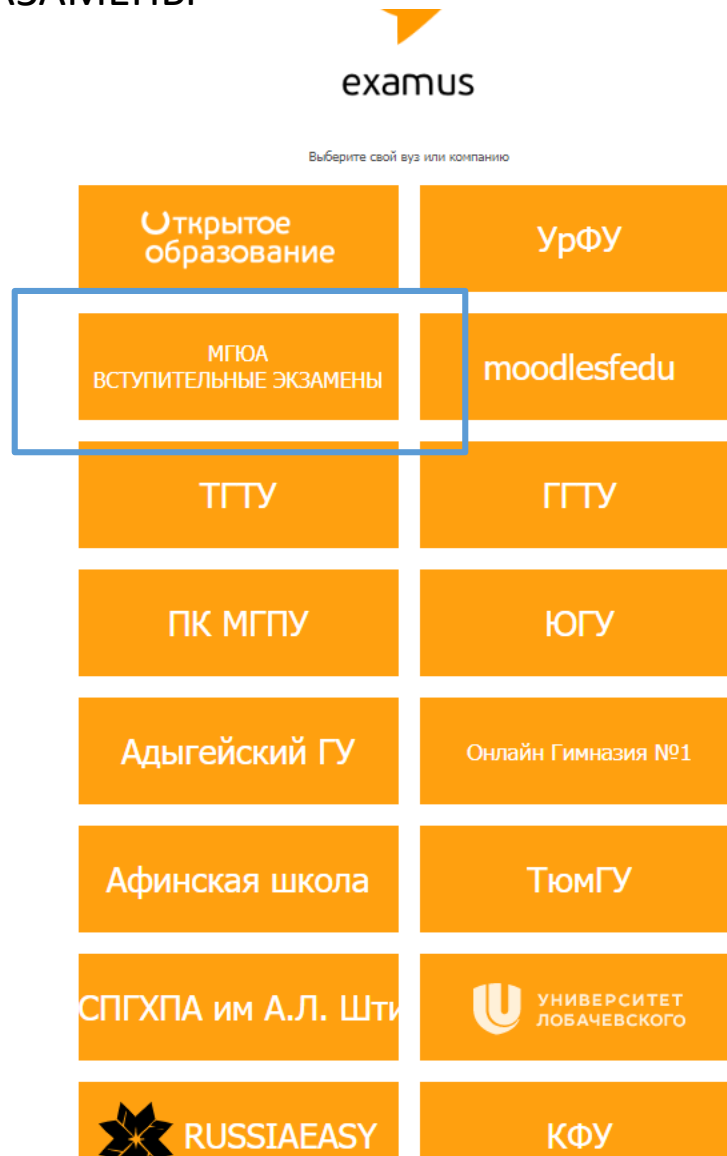 examus
Выберите свой вуз или компанию
Открытое
образование
УрФУ
МГЮА
ВСТУПИТЕЛЬНЫЕ ЭКЗАМЕНЫ
moodlesfedu
ТГТУ
ГГТУ
ПК МГПУ
ЮГУ
Адыгейский ГУ
Онлайн Гимназия №1
Афинская школа
ТюмГУ
СПГХПА им А.Л. Шти
УНИВЕРСИТЕТ
ЛОБАЧЕВСКОГО
RUSSIAEASY
КФУ